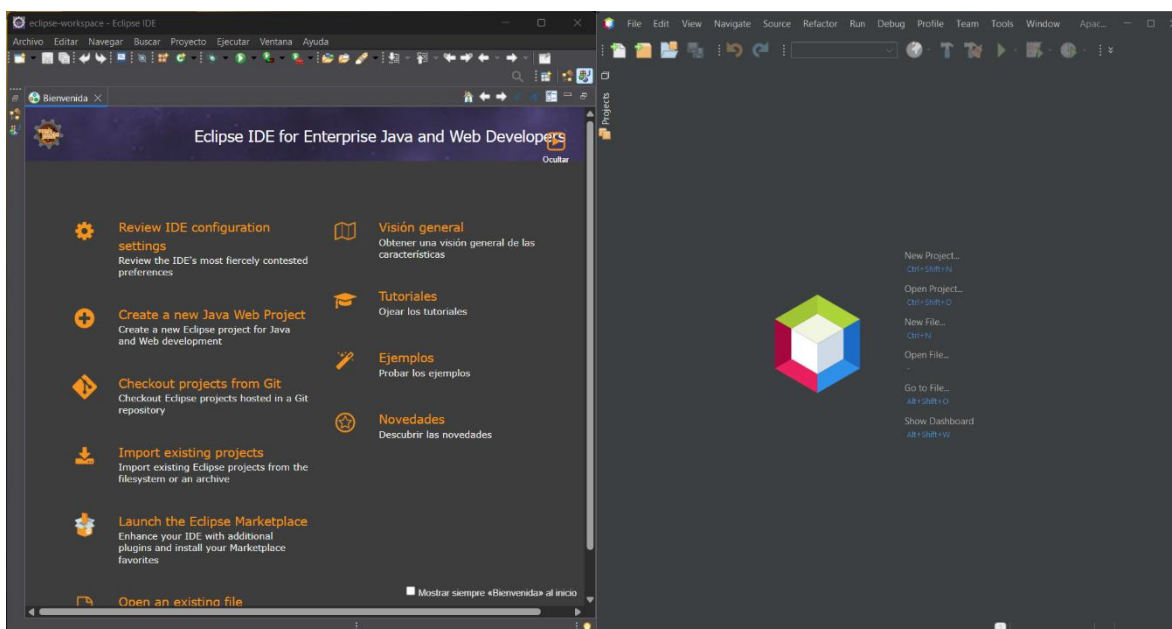 eclipse-workspace - Eclipse IDE
Archivo Editar Navegar Buscar Proyecto Ejecutar Ventana Ayuda
Bienvenida
Eclipse IDE for Enterprise Java and Web Developers
Ocultar
Review IDE configuration
settings
Review the IDE's most fiercely contested
preferences
Create a new Java Web Project
Create a new Eclipse project for Java
and Web development
Checkout projects from Git
Checkout Eclipse projects hosted in a Git
repository
Import existing projects
Import existing Eclipse projects from the
filesystem or an archive
Launch the Eclipse Marketplace
Enhance your IDE with additional
plugins and install your Marketplace
favorites
Open an existing file
Visión general
Obtener una visión general de las
características
Tutoriales
Ojear los tutoriales
Ejemplos
Probar los ejemplos
Novedades
Descubrir las novedades
Mostrar siempre «Bienvenida» al inicio
File Edit View Navigate Source Refactor Run Debug Profile Team Tools Window Apac...
Projects
New Project...
Ctrl+Shift+N
Open Project...
Ctrl+Shift+O
New File...
Ctrl+N
Open File...
-
Go to File...
Alt+Shift+O
Show Dashboard
Alt+Shift+W